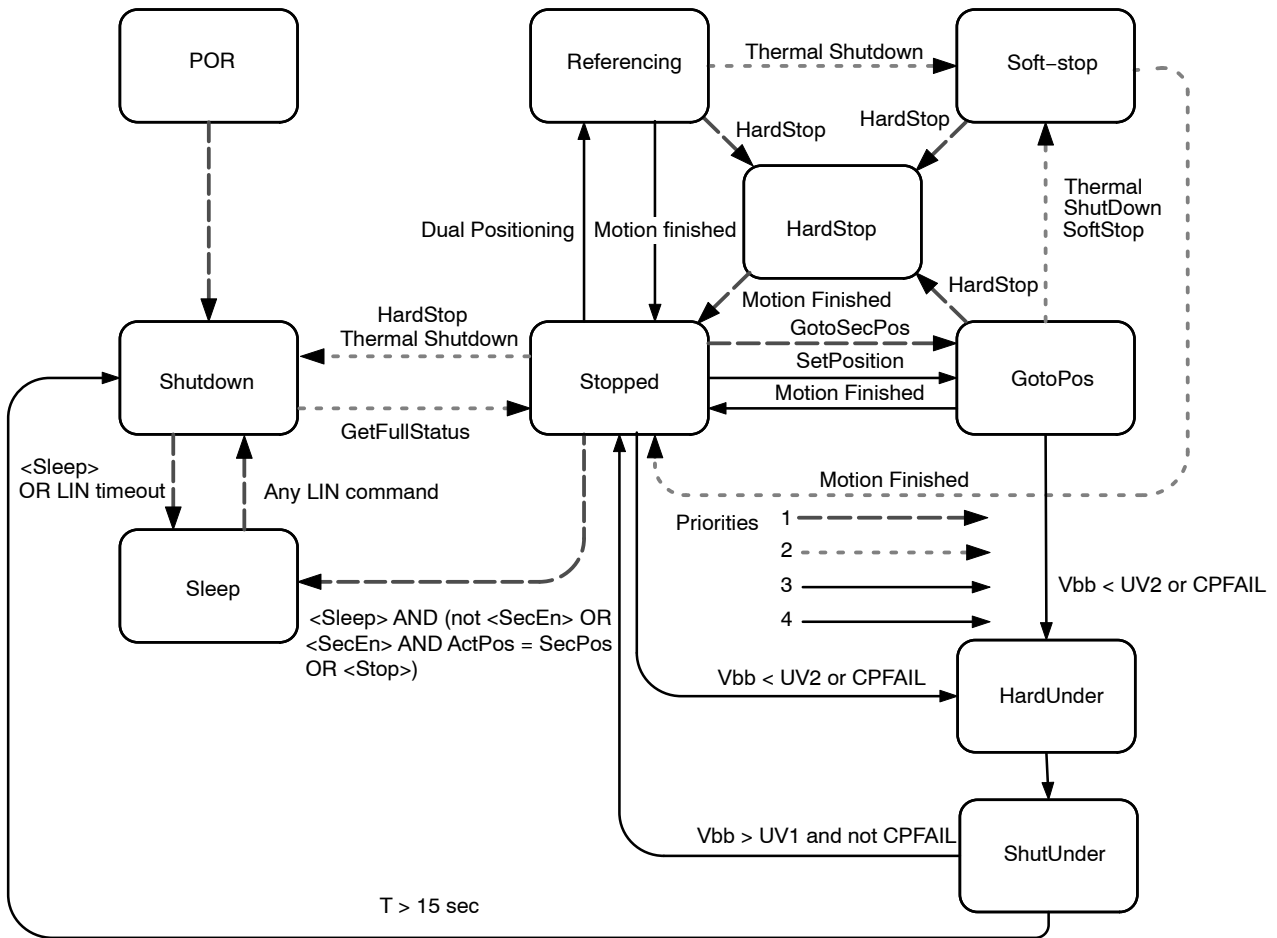 POR
Referencing
Thermal Shutdown
Soft−stop
HardStop
HardStop
Thermal
ShutDown
SoftStop
HardStop
Dual Positioning
Motion finished
HardStop
Motion Finished
HardStop
Thermal Shutdown
GotoSecPos
SetPosition
Motion Finished
Shutdown
Stopped
GotoPos
GetFullStatus
<Sleep>
OR LIN timeout
Any LIN command
Motion Finished
Priorities
1
2
3
4
Sleep
Vbb < UV2 or CPFAIL
<Sleep> AND (not <SecEn> OR
<SecEn> AND ActPos = SecPos
OR <Stop>)
Vbb < UV2 or CPFAIL
HardUnder
Vbb > UV1 and not CPFAIL
ShutUnder
T > 15 sec